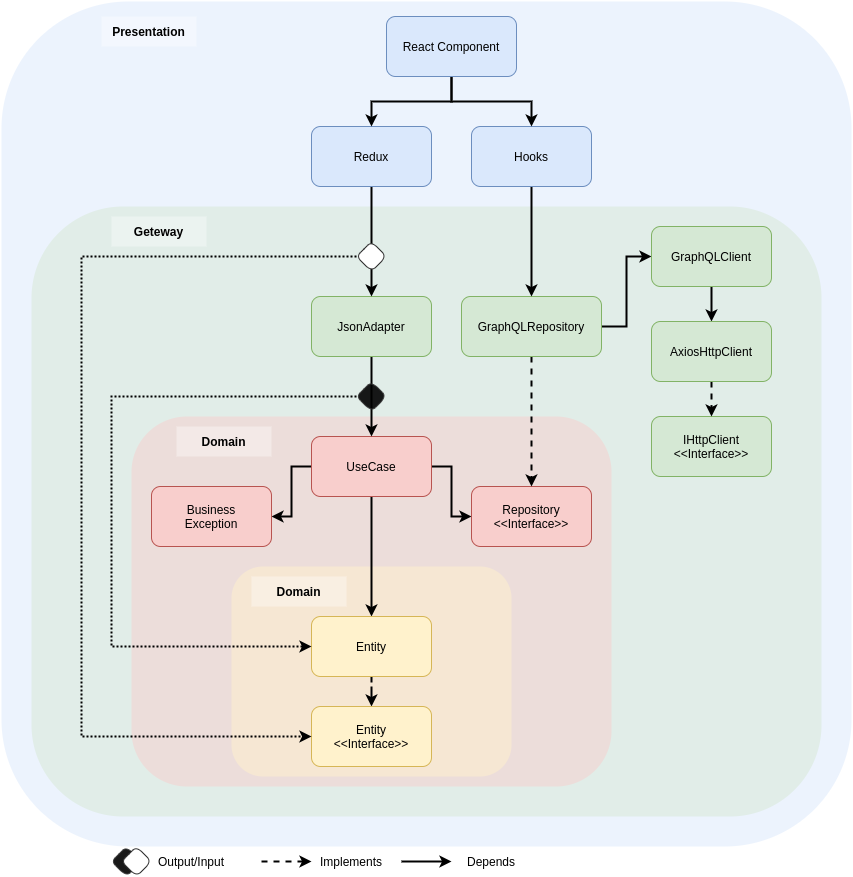 Presentation
React Component
Redux
Hooks
Geteway
GraphQLClient
JsonAdapter
GraphQLRepository
AxiosHttpClient
IHttpClient
<<Interface>>
Domain
UseCase
Business
Exception
Repository
<<Interface>>
Domain
Entity
Entity
<<Interface>>
Output/Input
Implements
Depends